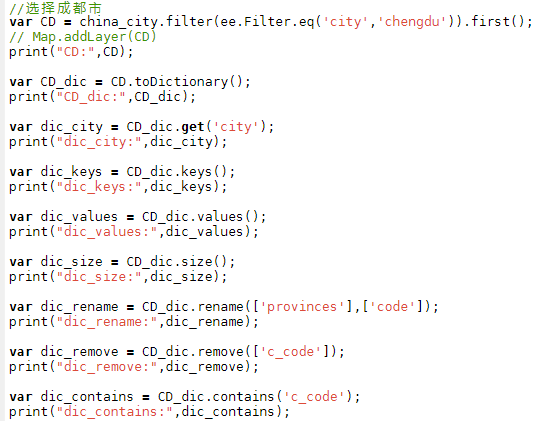 //选择成都市
var CD = china_city.filter(ee.Filter.eq('city','chengdu')).first();
// Map.addLayer(CD)
print("CD:",CD);
var CD_dic = CD.toDictionary();
print("CD_dic:",CD_dic);
var dic_city = CD_dic.get('city');
print("dic_city:",dic_city);
var dic_keys = CD_dic.keys();
print("dic_keys:",dic_keys);
var dic_values = CD_dic.values();
print("dic_values:",dic_values);
var dic_size = CD_dic.size();
print("dic_size:",dic_size);
var dic_rename = CD_dic.rename(['provinces'],['code']);
print("dic_rename:",dic_rename);
var dic_remove = CD_dic.remove(['c_code']);
print("dic_remove:",dic_remove);
var dic_contains = CD_dic.contains('c_code');
print("dic_contains:",dic_contains);